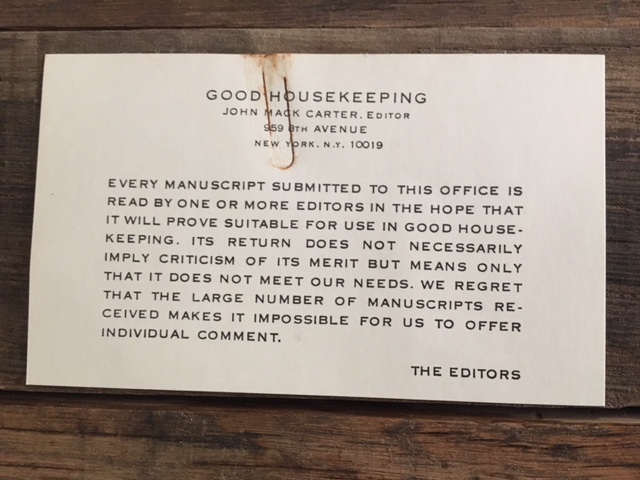 GOOD HOUSEKEEPING
JOHN MACK CARTER, EDITOR
959 8TH AVENUE
NEW YORK, N.Y. 10019
EVERY MANUSCRIPT SUBMITTED TO THIS OFFICE IS
READ BY ONE OR MORE EDITORS IN THE HOPE THAT
IT WILL PROVE SUITABLE FOR USE IN GOOD HOUSE-
KEEPING. ITS RETURN DOES NOT NECESSARILY
IMPLY CRITICISM OF ITS MERIT BUT MEANS ONLY
THAT IT DOES NOT MEET OUR NEEDS. WE REGRET
THAT THE LARGE NUMBER OF MANUSCRIPTS RE-
CEIVED MAKES IT IMPOSSIBLE FOR US TO OFFER
INDIVIDUAL COMMENT.
THE EDITORS